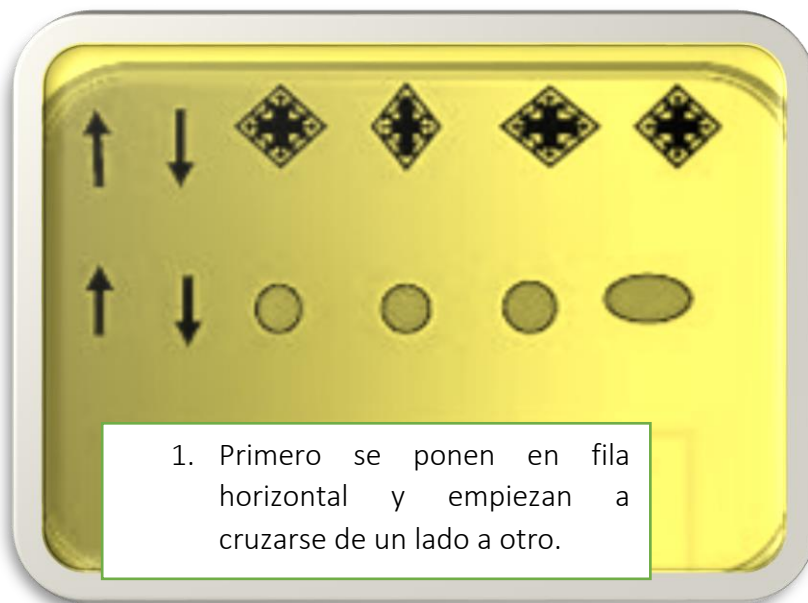 1. Primero se ponen en fila
horizontal y empiezan a
cruzarse de un lado a otro.